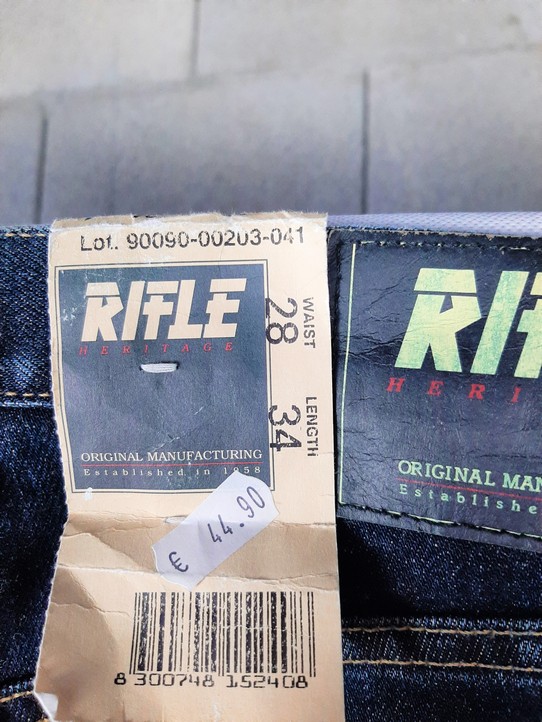 Lot. 90090-00203-041
RIFLE
HERITAGE
WAIST
28
LENGTH
34
ORIGINAL MANUFACTURING
Established in 1958
€ 44.90
8 300748 152408
RIF
HERI
ORIGINAL MAN
Establishe